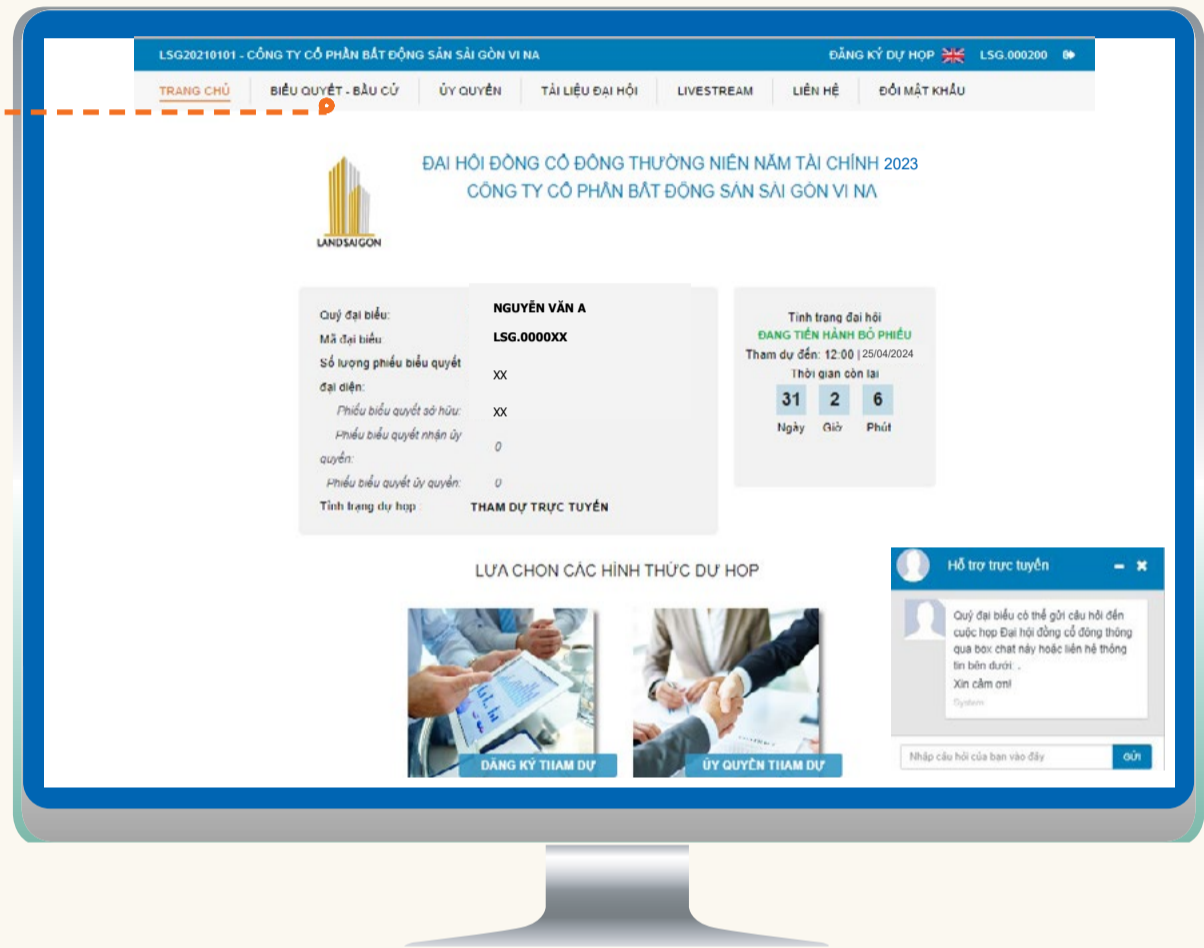 LSG20210101 - CÔNG TY CỔ PHẦN BẤT ĐỘNG SẢN SÀI GÒN VI NA
ĐĂNG KÝ DỰ HỌP LSG.000200
TRANG CHỦ BIỂU QUYẾT - BẦU CỬ ỦY QUYỀN TÀI LIỆU ĐẠI HỘI LIVESTREAM LIÊN HỆ ĐỔI MẬT KHẨU
ĐẠI HỘI ĐỒNG CỔ ĐÔNG THƯỜNG NIÊN NĂM TÀI CHÍNH 2023
CÔNG TY CỔ PHẦN BẤT ĐỘNG SẢN SÀI GÒN VI NA
LANDSAIGON
Quý đại biểu: NGUYỄN VĂN A
Mã đại biểu: LSG.0000XX
Số lượng phiếu biểu quyết
đại diện: XX
Phiếu biểu quyết sở hữu: XX
Phiếu biểu quyết nhận ủy
quyền: 0
Phiếu biểu quyết ủy quyền: 0
Tình trạng dự họp : THAM DỰ TRỰC TUYẾN
Tình trạng đại hội
ĐANG TIẾN HÀNH BỎ PHIẾU
Tham dự đến: 12:00 | 25/04/2024
Thời gian còn lại
31 2 6
Ngày Giờ Phút
LỰA CHỌN CÁC HÌNH THỨC DỰ HỌP
ĐĂNG KÝ THAM DỰ
ỦY QUYỀN THAM DỰ
Hỗ trợ trực tuyến
Quý đại biểu có thể gửi câu hỏi đến
cuộc họp Đại hội đồng cổ đông thông
qua box chat này hoặc liên hệ thông
tin bên dưới: .
Xin cảm ơn!
System
Nhập câu hỏi của bạn vào đây GỬI